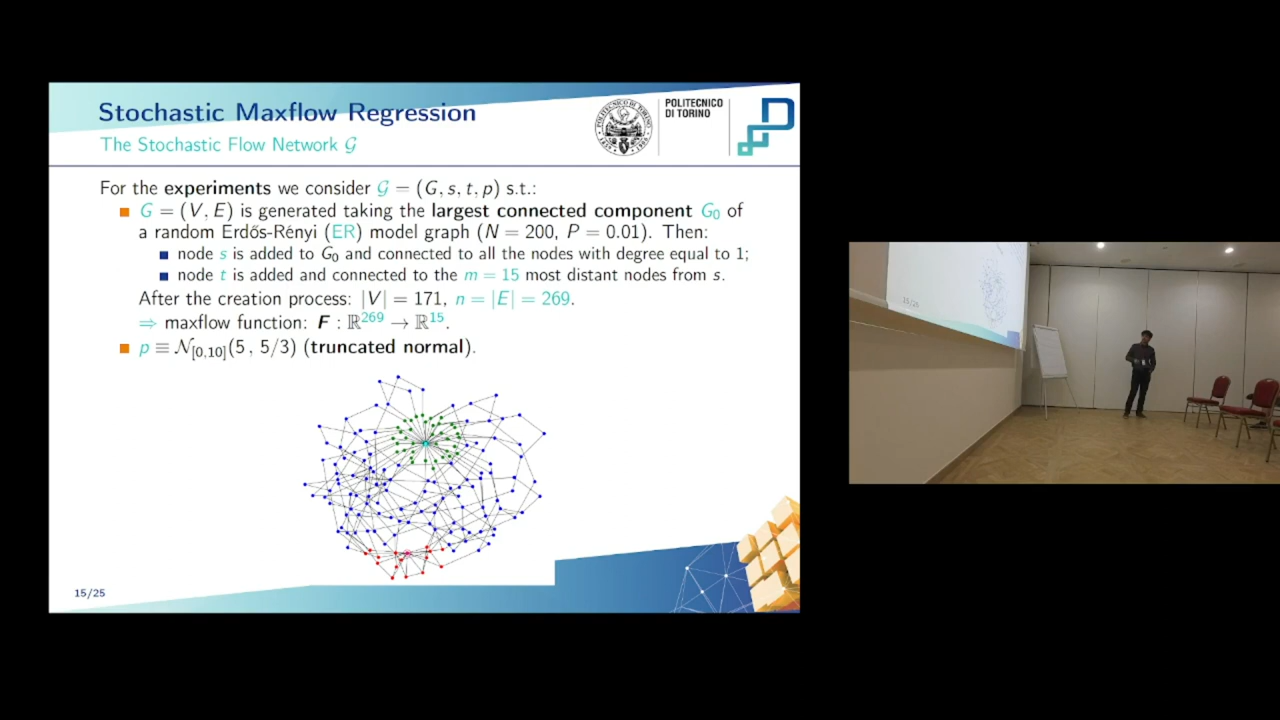 Stochastic Maxflow Regression
The Stochastic Flow Network 𝒢
POLITECNICO
DI TORINO
For the experiments we consider 𝒢 = (G, s, t, p) s.t.:
G = (V, E) is generated taking the largest connected component G₀ of
a random Erdős-Rényi (ER) model graph (N = 200, P = 0.01). Then:
node s is added to G₀ and connected to all the nodes with degree equal to 1;
node t is added and connected to the m = 15 most distant nodes from s.
After the creation process: |V| = 171, n = |E| = 269.
⇒ maxflow function: F : ℝ²⁶⁹ → ℝ¹⁵.
p ≡ 𝒩[0,10](5, 5/3) (truncated normal).
15/25
15/25